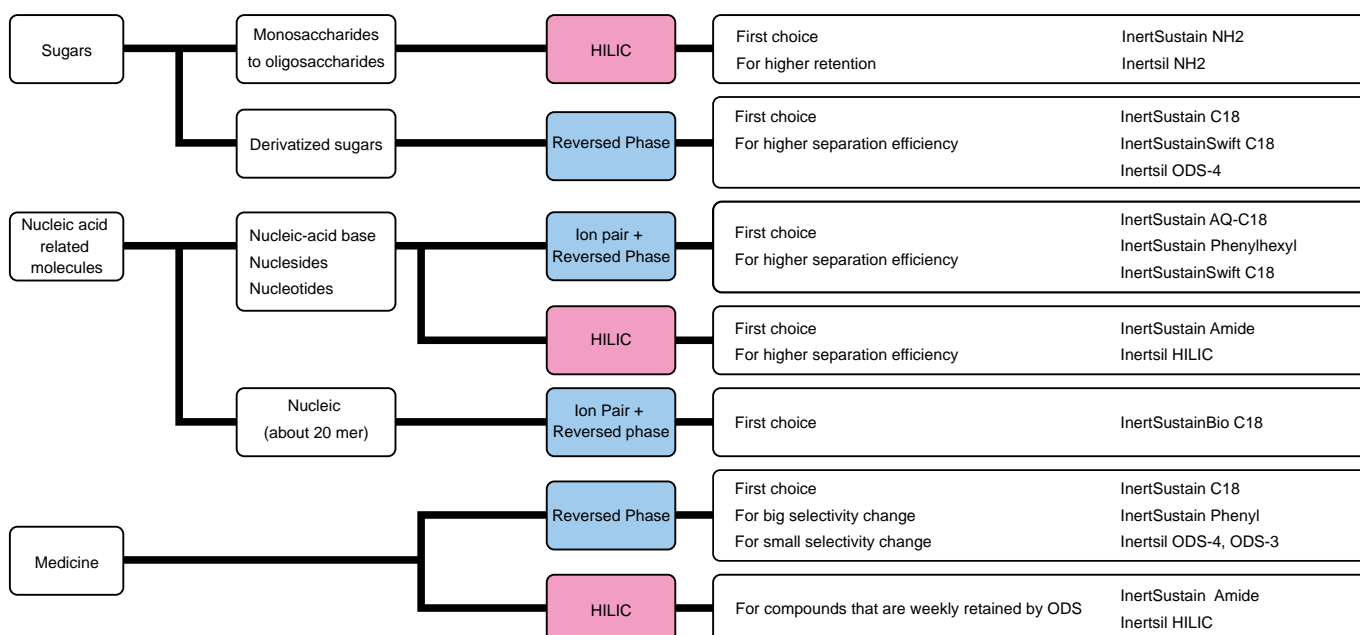 Sugars
Monosaccharides
to oligosaccharides
HILIC
First choice InertSustain NH2
For higher retention Inertsil NH2
Derivatized sugars
Reversed Phase
First choice InertSustain C18
For higher separation efficiency InertSustainSwift C18
Inertsil ODS-4
Nucleic acid
related
molecules
Nucleic-acid base
Nuclesides
Nucleotides
Ion pair +
Reversed Phase
InertSustain AQ-C18
First choice InertSustain Phenylhexyl
For higher separation efficiency InertSustainSwift C18
HILIC
First choice InertSustain Amide
For higher separation efficiency Inertsil HILIC
Nucleic
(about 20 mer)
Ion Pair +
Reversed phase
First choice InertSustainBio C18
Medicine
Reversed Phase
First choice InertSustain C18
For big selectivity change InertSustain Phenyl
For small selectivity change Inertsil ODS-4, ODS-3
HILIC
For compounds that are weekly retained by ODS
InertSustain Amide
Inertsil HILIC